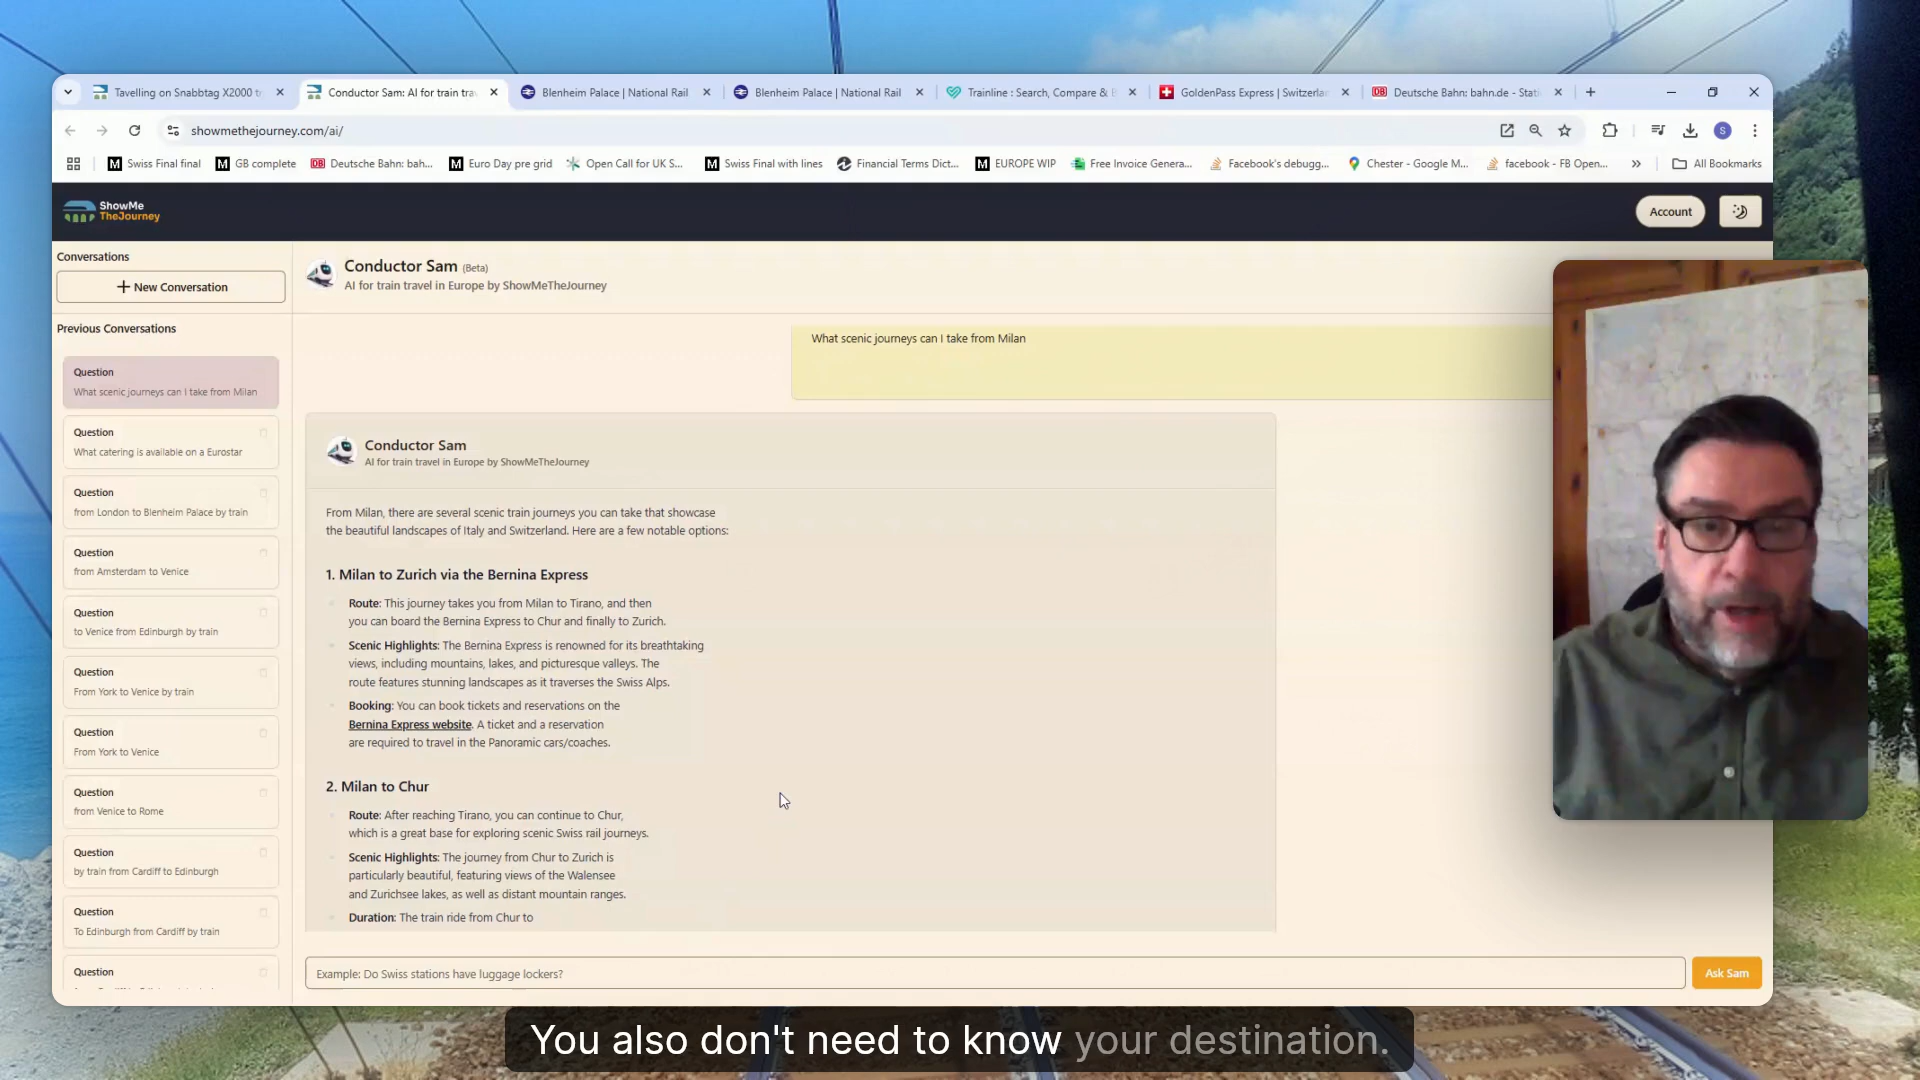 Tavelling on Snabbtag X2000 tr
Conductor Sam: AI for train tra
Blenheim Palace | National Rail
Blenheim Palace | National Rail
Trainline : Search, Compare & B
GoldenPass Express | Switzerlan
Deutsche Bahn: bahn.de - Stati
showmethejourney.com/ai/
S
Swiss Final final
GB complete
Deutsche Bahn: bah...
Euro Day pre grid
Open Call for UK S...
Swiss Final with lines
Financial Terms Dict...
EUROPE WIP
Free Invoice Genera...
Facebook's debugg...
Chester - Google M...
facebook - FB Open...
All Bookmarks
ShowMe
TheJourney
Account
Conversations
New Conversation
Previous Conversations
Question
What scenic journeys can I take from Milan
Question
What catering is available on a Eurostar
Question
from London to Blenheim Palace by train
Question
from Amsterdam to Venice
Question
to Venice from Edinburgh by train
Question
From York to Venice by train
Question
From York to Venice
Question
from Venice to Rome
Question
by train from Cardiff to Edinburgh
Question
To Edinburgh from Cardiff by train
Question
Conductor Sam (Beta)
AI for train travel in Europe by ShowMeTheJourney
What scenic journeys can I take from Milan
Conductor Sam
AI for train travel in Europe by ShowMeTheJourney
From Milan, there are several scenic train journeys you can take that showcase
the beautiful landscapes of Italy and Switzerland. Here are a few notable options:
1. Milan to Zurich via the Bernina Express
Route: This journey takes you from Milan to Tirano, and then
you can board the Bernina Express to Chur and finally to Zurich.
Scenic Highlights: The Bernina Express is renowned for its breathtaking
views, including mountains, lakes, and picturesque valleys. The
route features stunning landscapes as it traverses the Swiss Alps.
Booking: You can book tickets and reservations on the
Bernina Express website. A ticket and a reservation
are required to travel in the Panoramic cars/coaches.
2. Milan to Chur
Route: After reaching Tirano, you can continue to Chur,
which is a great base for exploring scenic Swiss rail journeys.
Scenic Highlights: The journey from Chur to Zurich is
particularly beautiful, featuring views of the Walensee
and Zurichsee lakes, as well as distant mountain ranges.
Duration: The train ride from Chur to
Example: Do Swiss stations have luggage lockers?
Ask Sam
You also don't need to know your destination.